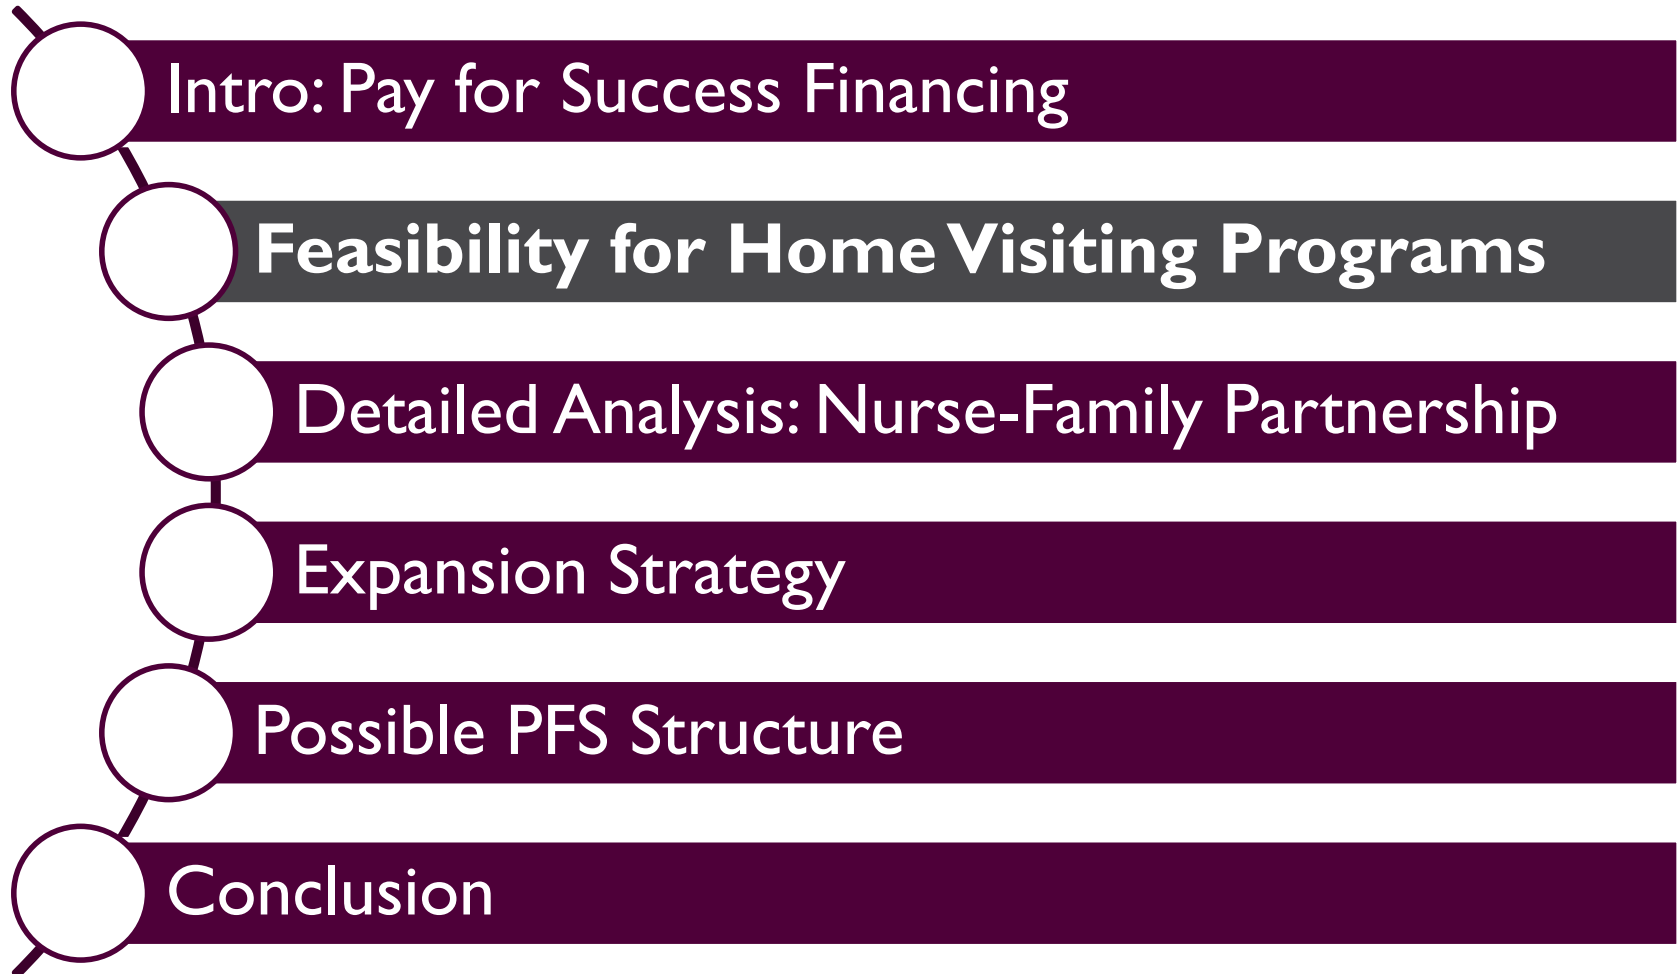 Intro: Pay for Success Financing
Feasibility for Home Visiting Programs
Detailed Analysis: Nurse-Family Partnership
Expansion Strategy
Possible PFS Structure
Conclusion